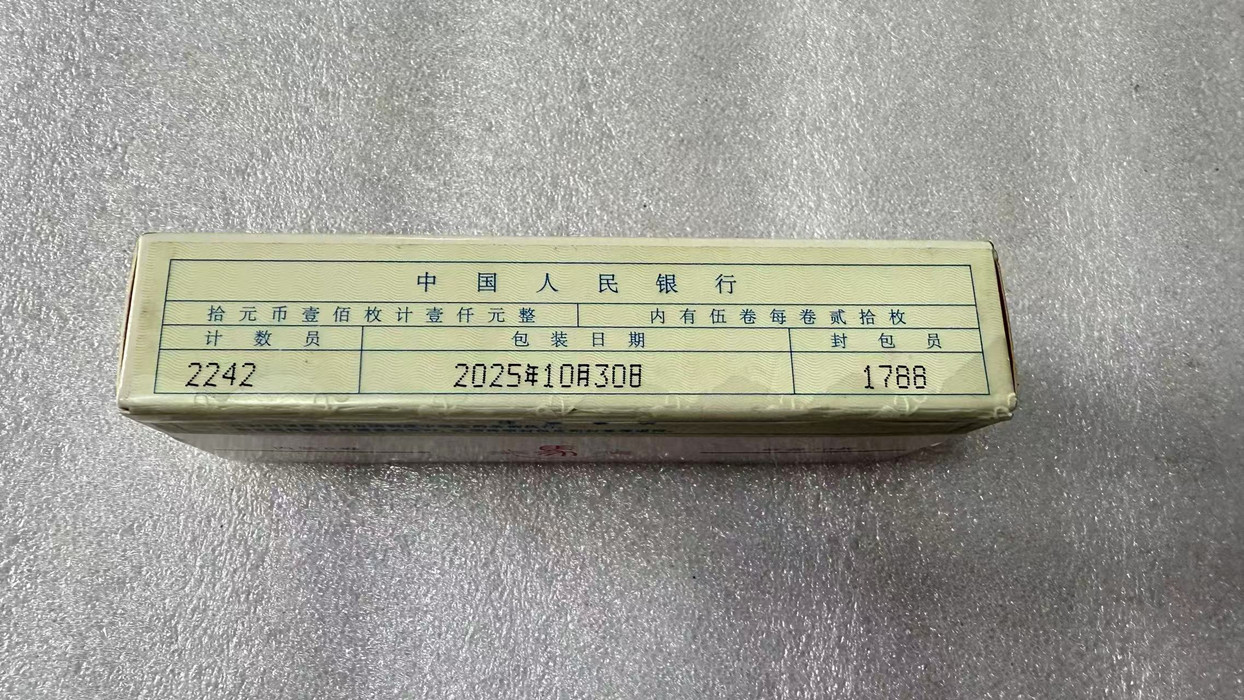 中国人民银行
拾元币壹佰枚计壹仟元整 内有伍卷每卷贰拾枚
计数员 包装日期 封包员
2242 2025年10月30日 1788